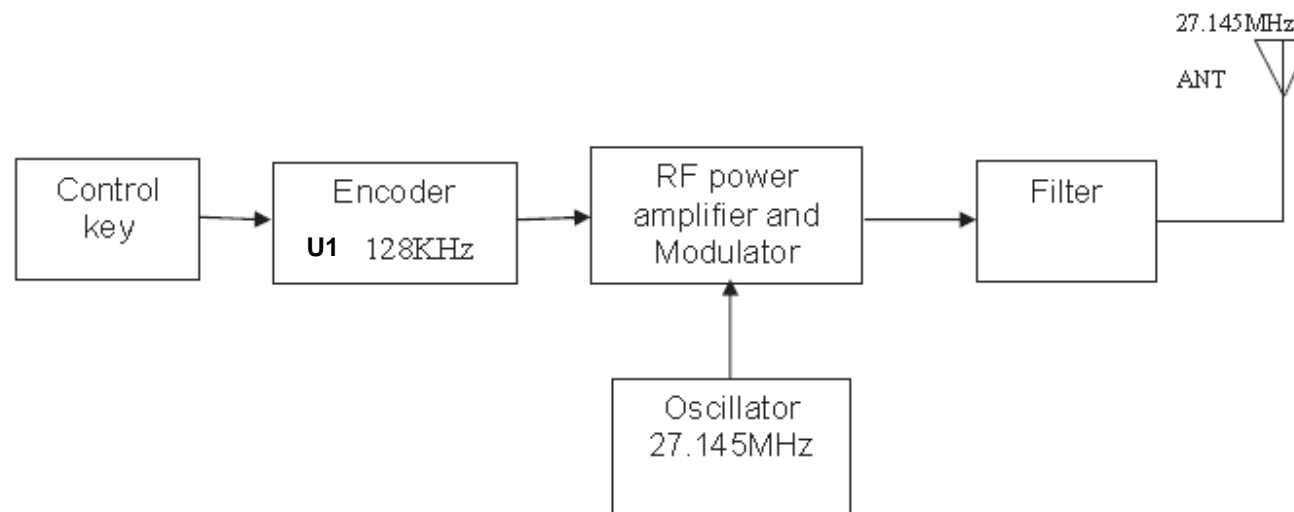 27.145MHz
ANT
Control
key
Encoder
U1 128KHz
RF power
amplifier and
Modulator
Filter
Oscillator
27.145MHz